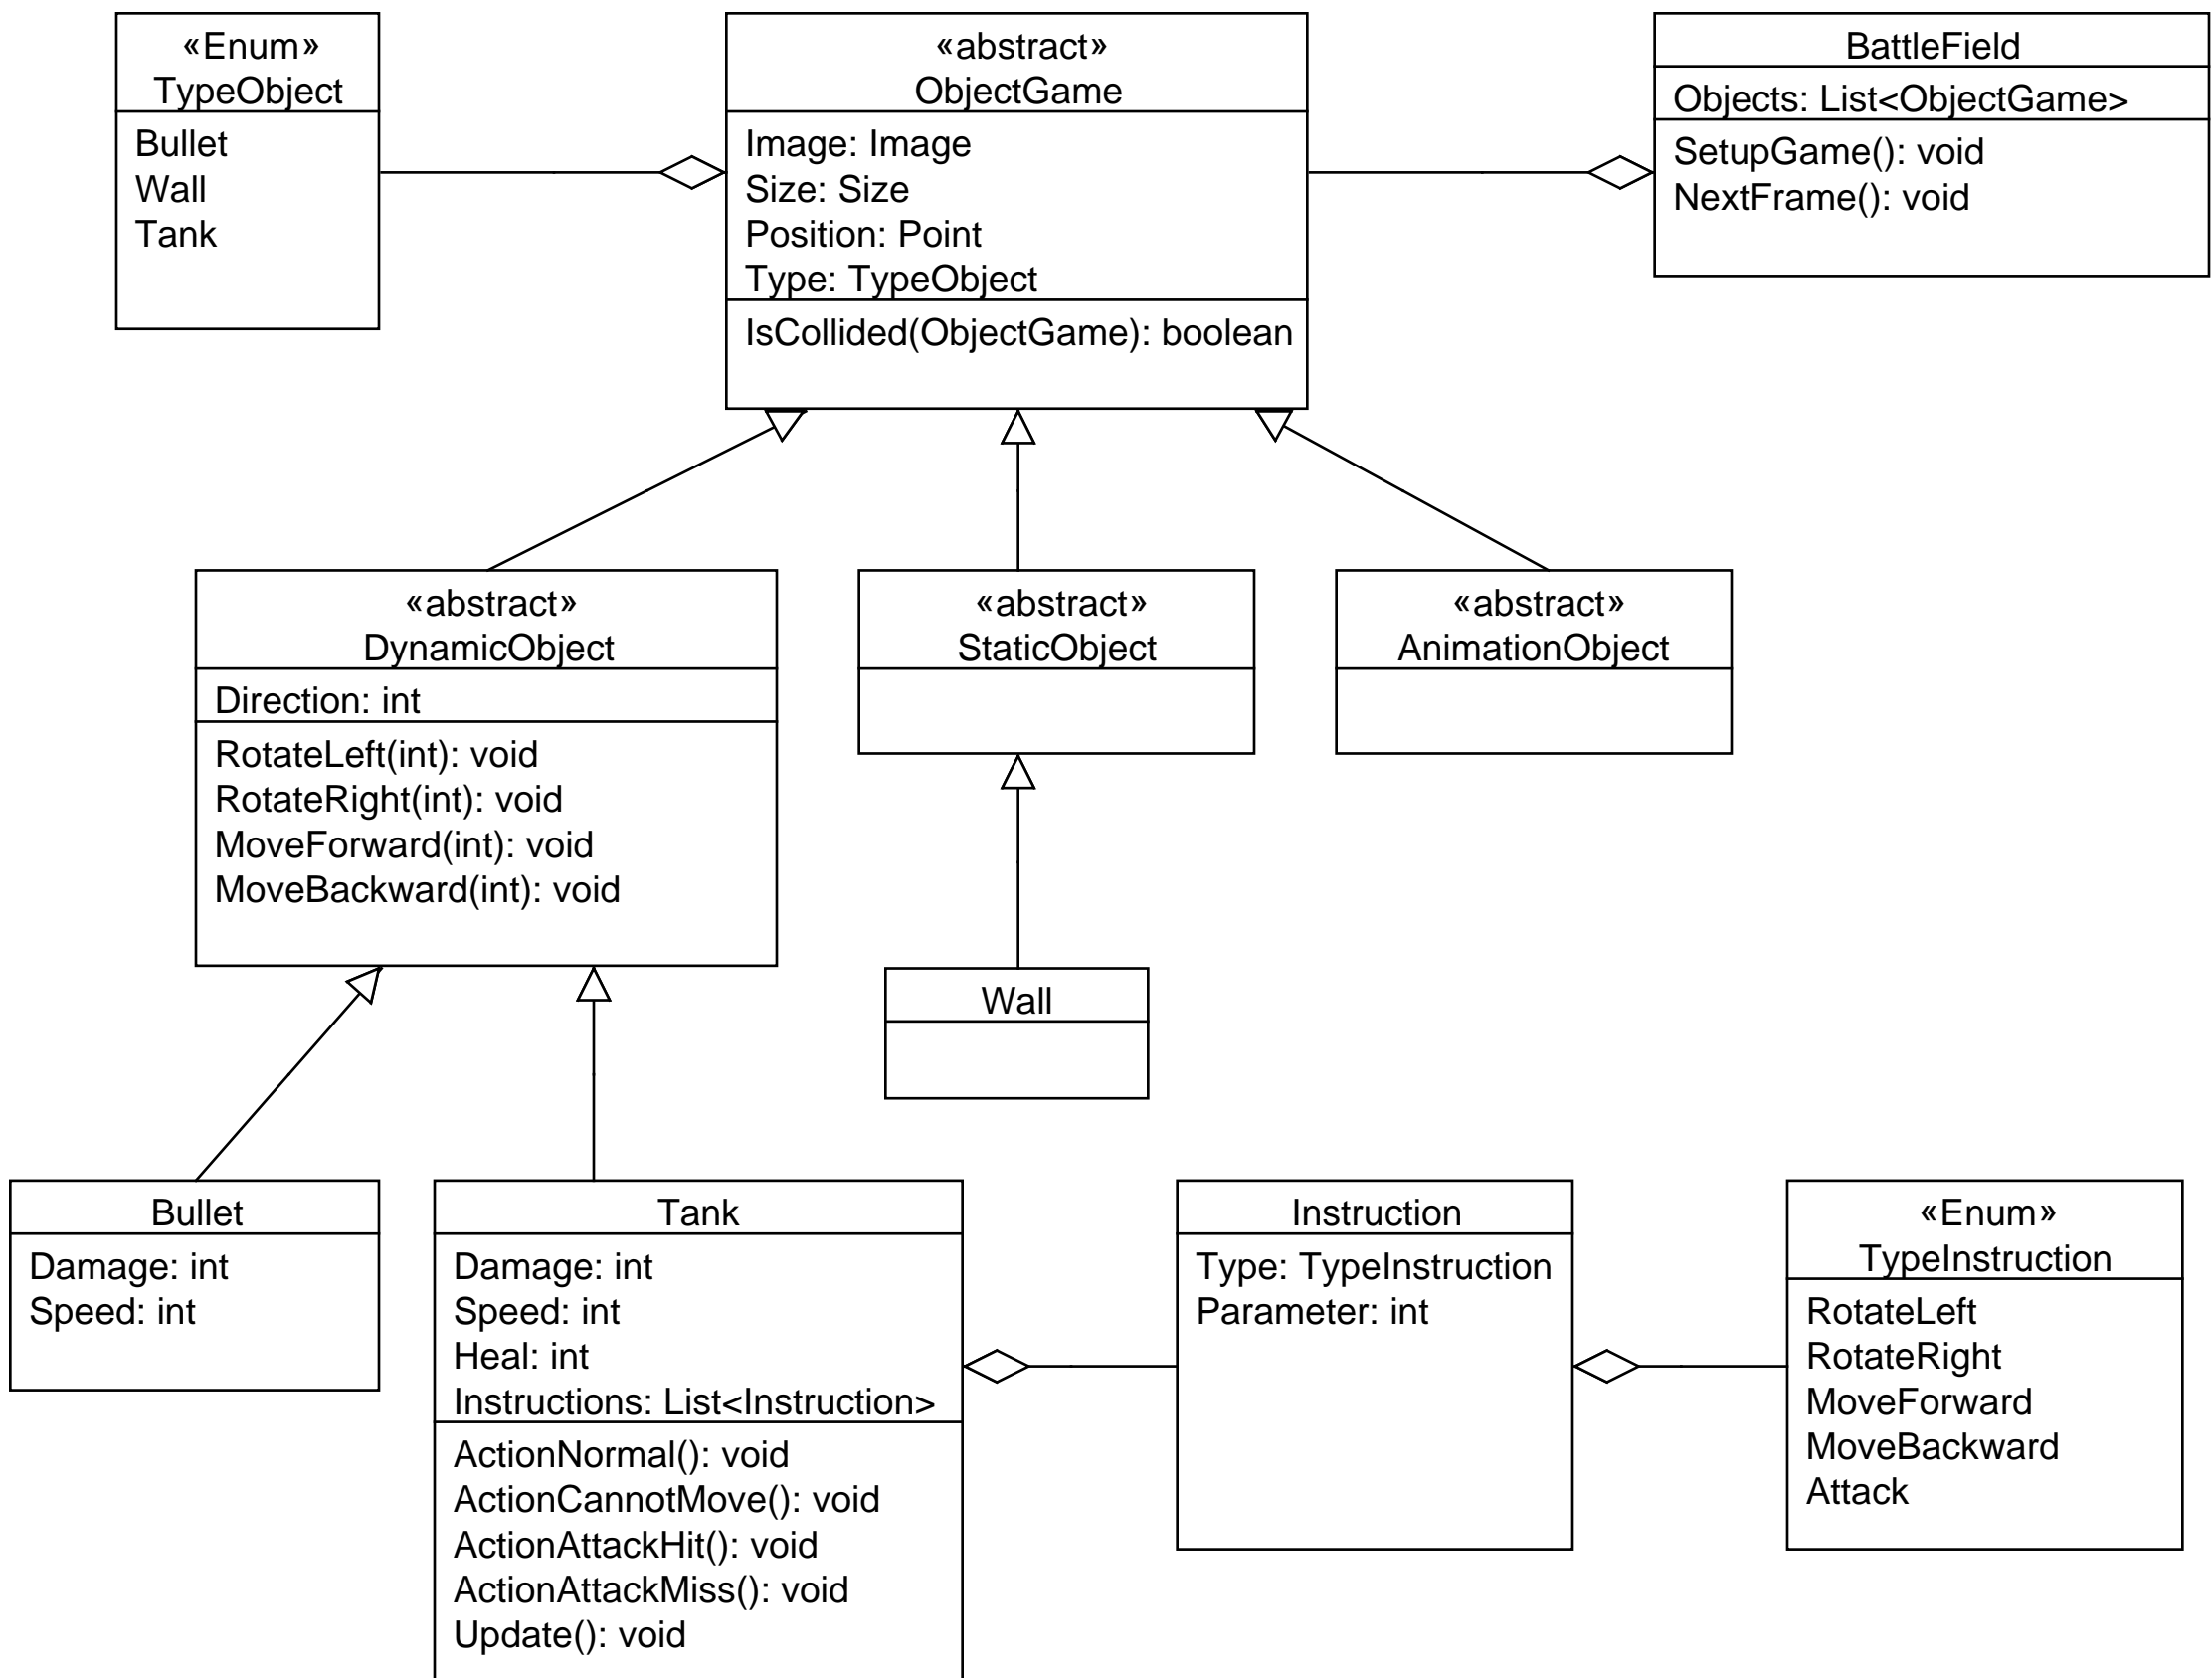 «Enum»
TypeObject
Bullet
Wall
Tank
«abstract»
ObjectGame
Image: Image
Size: Size
Position: Point
Type: TypeObject
IsCollided(ObjectGame): boolean
BattleField
Objects: List<ObjectGame>
SetupGame(): void
NextFrame(): void
«abstract»
DynamicObject
Direction: int
RotateLeft(int): void
RotateRight(int): void
MoveForward(int): void
MoveBackward(int): void
«abstract»
StaticObject
«abstract»
AnimationObject
Wall
Bullet
Damage: int
Speed: int
Tank
Damage: int
Speed: int
Heal: int
Instructions: List<Instruction>
ActionNormal(): void
ActionCannotMove(): void
ActionAttackHit(): void
ActionAttackMiss(): void
Update(): void
Instruction
Type: TypeInstruction
Parameter: int
«Enum»
TypeInstruction
RotateLeft
RotateRight
MoveForward
MoveBackward
Attack